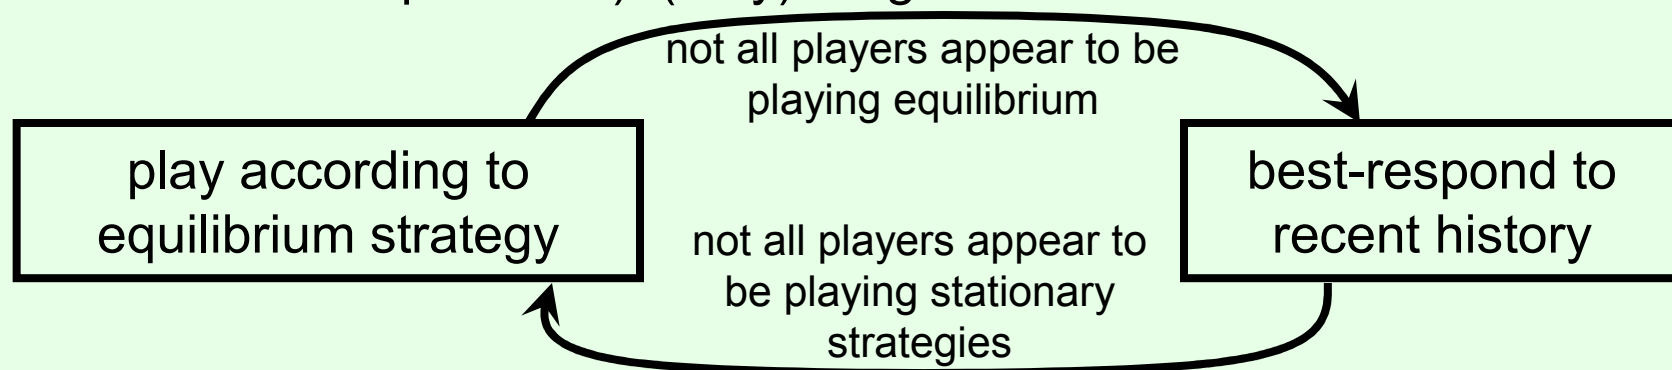 not all players appear to be
playing equilibrium
play according to
equilibrium strategy
best-respond to
recent history
not all players appear to
be playing stationary
strategies